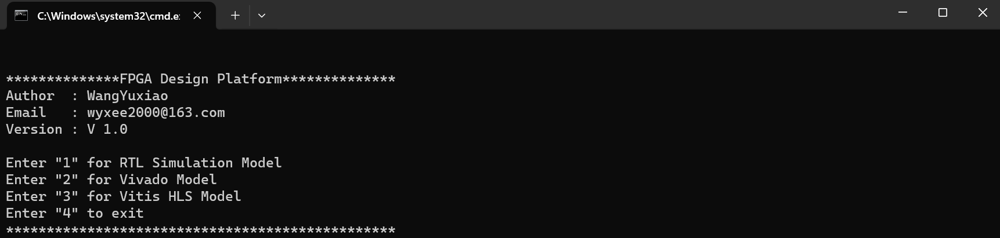 C:\Windows\system32\cmd.e
**************FPGA Design Platform**************
Author  : WangYuxiao
Email   : wyxee2000@163.com
Version : V 1.0
Enter "1" for RTL Simulation Model
Enter "2" for Vivado Model
Enter "3" for Vitis HLS Model
Enter "4" to exit
************************************************